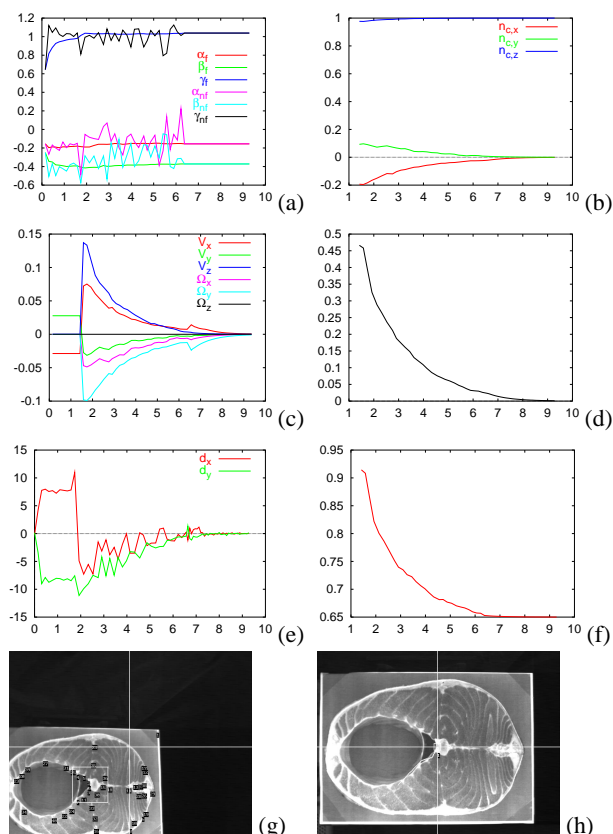 1.2
1
0.8
0.6
0.4
0.2
0
-0.2
-0.4
-0.6
0 1 2 3 4 5 6 7 8 9 10
α_f
β_f
γ_f
α_nf
β_nf
γ_nf
(a)
1
0.8
0.6
0.4
0.2
0
-0.2
1 2 3 4 5 6 7 8 9 10
n_c,x
n_c,y
n_c,z
(b)
0.15
0.1
0.05
0
-0.05
-0.1
0 1 2 3 4 5 6 7 8 9 10
V_x
V_y
V_z
Ω_x
Ω_y
Ω_z
(c)
0.5
0.45
0.4
0.35
0.3
0.25
0.2
0.15
0.1
0.05
0
1 2 3 4 5 6 7 8 9 10
(d)
15
10
5
0
-5
-10
-15
0 1 2 3 4 5 6 7 8 9 10
d_x
d_y
(e)
0.95
0.9
0.85
0.8
0.75
0.7
0.65
1 2 3 4 5 6 7 8 9 10
(f)
(g)
(h)